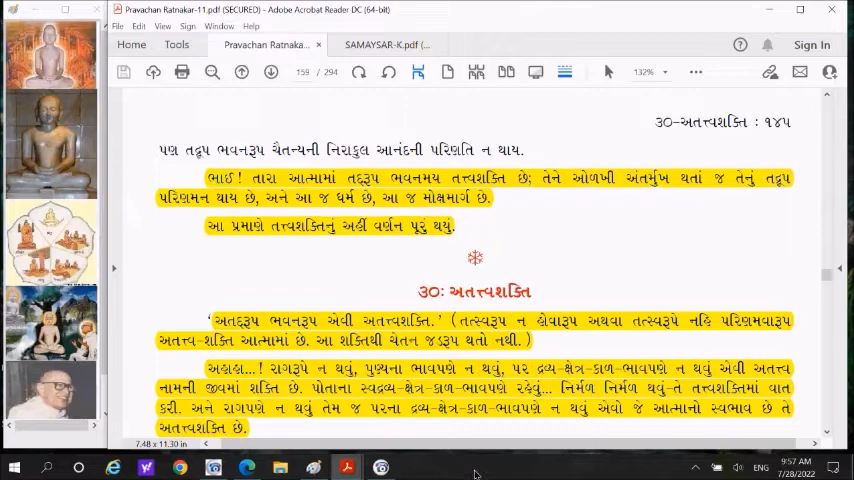 Pravachan Ratnakar-11.pdf (SECURED) - Adobe Acrobat Reader DC (64-bit)
File Edit View Sign Window Help
Home Tools Pravachan Ratnaka... × SAMAYSAR-K.pdf (... Sign In
159 / 294 132%
૩૦-અતત્ત્વશક્તિ : ૧૪૫
પણ તદ્રૂપ ભવનરૂપ ચૈતન્યની નિરાકુલ આનંદની પરિણતિ ન થાય.
ભાઈ! તારા આત્મામાં તદ્રૂપ ભવનમય તત્ત્વશક્તિ છે; તેને ઓળખી અંતર્મુખ થતાં જ તેનું તદ્રૂપ
પરિણમન થાય છે, અને આ જ ધર્મ છે, આ જ મોક્ષમાર્ગ છે.
આ પ્રમાણે તત્ત્વશક્તિનું અહીં વર્ણન પૂરું થયું.
૩૦: અતત્ત્વશક્તિ
‘અતદ્રૂપ ભવનરૂપ એવી અતત્ત્વશક્તિ.’ (તત્સ્વરૂપ ન હોવારૂપ અથવા તત્સ્વરૂપે નહિ પરિણમવારૂપ
અતત્ત્વ-શક્તિ આત્મામાં છે. આ શક્તિથી ચેતન જડરૂપ થતો નથી.)
અહાહા...! રાગરૂપે ન થવું, પુણ્યના ભાવપણે ન થવું, પર દ્રવ્ય-ક્ષેત્ર-કાળ-ભાવપણે ન થવું એવી અતત્ત્વ
નામની જીવમાં શક્તિ છે. પોતાના સ્વદ્રવ્ય-ક્ષેત્ર-કાળ-ભાવપણે રહેવું... નિર્મળ નિર્મળ થવું-તે તત્ત્વશક્તિમાં વાત
કરી. અને રાગપણે ન થવું તેમ જ પરના દ્રવ્ય-ક્ષેત્ર-કાળ-ભાવપણે ન થવું એવો જે આત્માનો સ્વભાવ છે તે
અતત્ત્વશક્તિ છે.
7.48 x 11.30 in
ENG 9:57 AM
7/28/2022